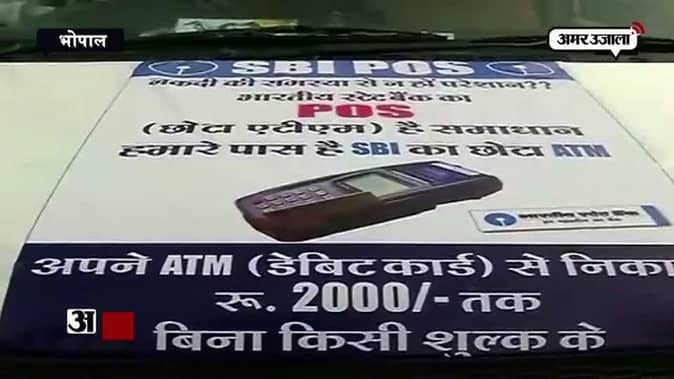 भोपाल
अमर उजाला
SBI POS
नकदी की समस्या से न हों परेशान??
भारतीय स्टेट बैंक का
POS
(छोटा एटीएम) है समाधान
हमारे पास है SBI का छोटा ATM
भारतीय स्टेट बैंक
अपने ATM (डेबिट कार्ड) से निका
रू. 2000/- तक
अ
बिना किसी शुल्क के